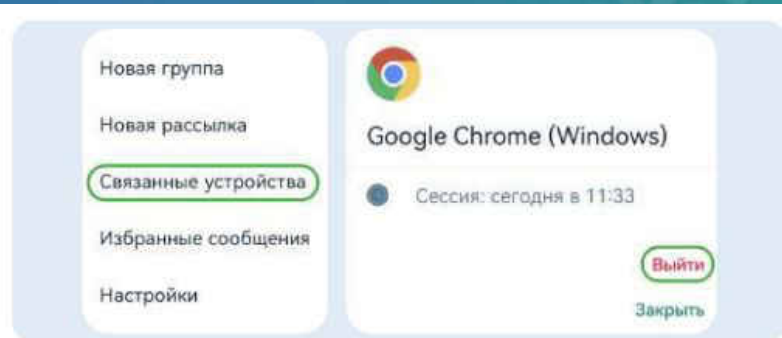 Новая группа
Новая рассылка
Связанные устройства
Избранные сообщения
Настройки
Google Chrome (Windows)
Сессия: сегодня в 11:33
Выйти
Закрыть